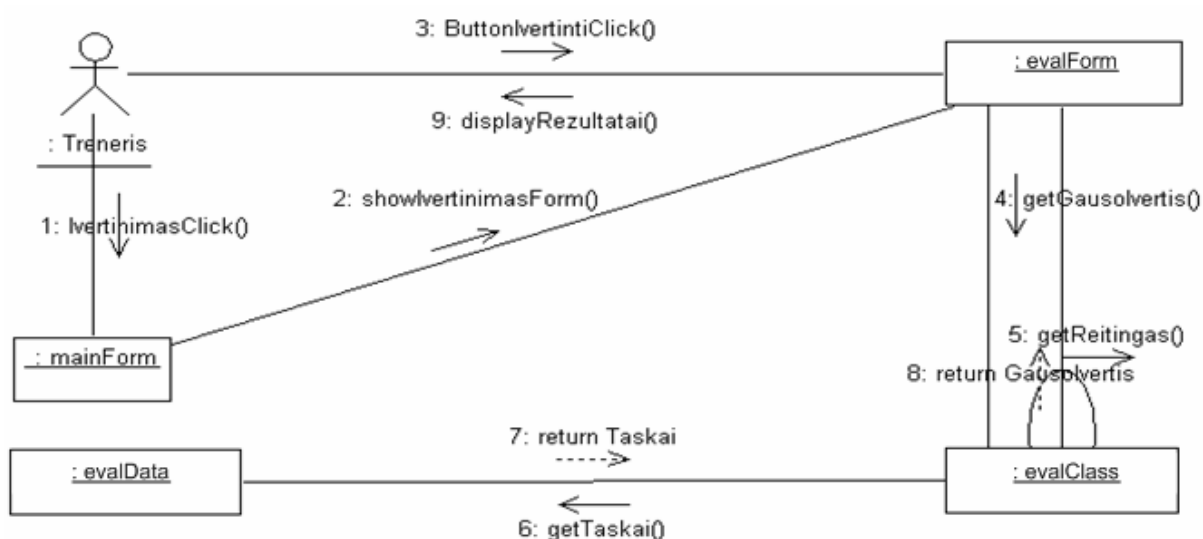 3: ButtonIvertintiClick()
: evalForm
9: displayRezultatai()
: Treneris
2: showIvertinimasForm()
4: getGausoIvertis()
1: IvertinimasClick()
5: getReitingas()
: mainForm
8: return GausoIvertis
7: return Taskai
: evalData
: evalClass
6: getTaskai()